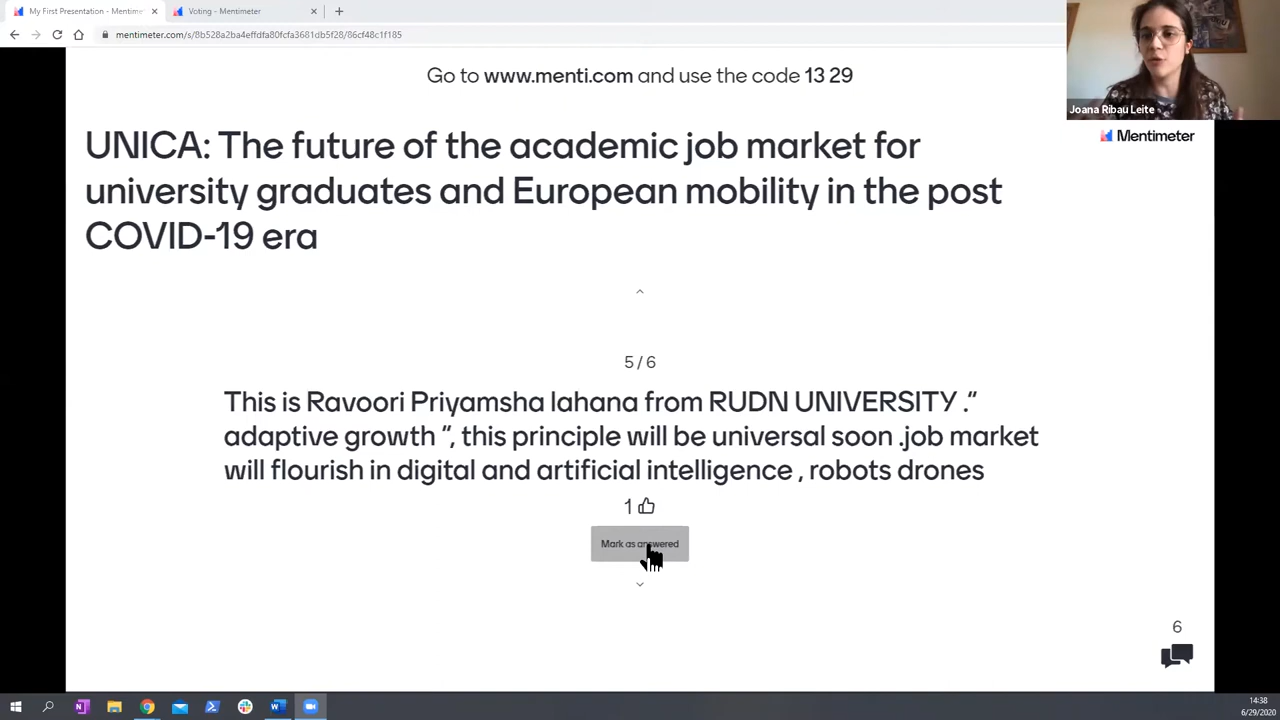 My First Presentation - Mentime
Voting - Mentimeter
mentimeter.com/s/8b528a2ba4effdfa80fcfa3681db5f28/86cf48c1f185
Joana Ribau Leite
Go to www.menti.com and use the code 13 29
Mentimeter
UNICA: The future of the academic job market for
university graduates and European mobility in the post
COVID-19 era
5 / 6
This is Ravoori Priyamsha lahana from RUDN UNIVERSITY .”
adaptive growth ”, this principle will be universal soon .job market
will flourish in digital and artificial intelligence , robots drones
1
Mark as answered
6
14:38
6/29/2020